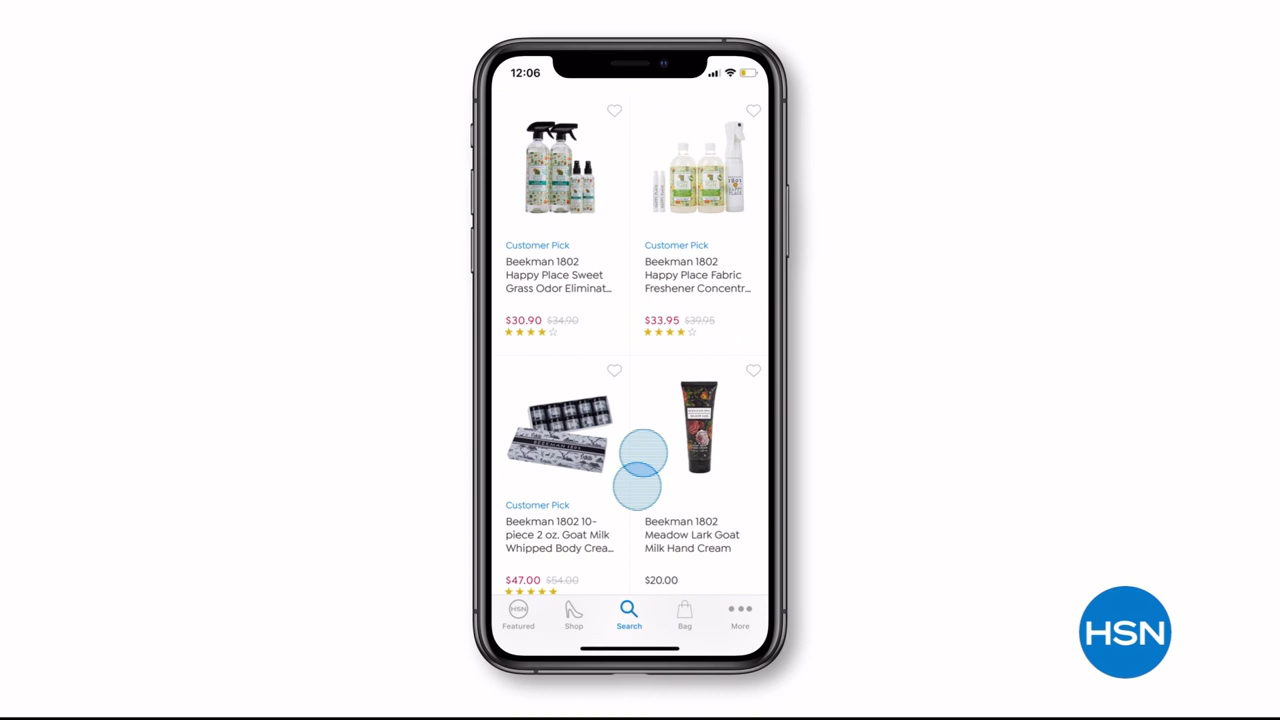 12:06
Customer Pick
Beekman 1802
Happy Place Sweet
Grass Odor Eliminat...
$30.90 $34.90
Customer Pick
Beekman 1802
Happy Place Fabric
Freshener Concentr...
$33.95 $39.95
BEEKMAN 1802
Customer Pick
Beekman 1802 10-
piece 2 oz. Goat Milk
Whipped Body Crea...
$47.00 $54.00
Beekman 1802
Meadow Lark Goat
Milk Hand Cream
$20.00
HSN
Featured
Shop
Search
Bag
More
HSN